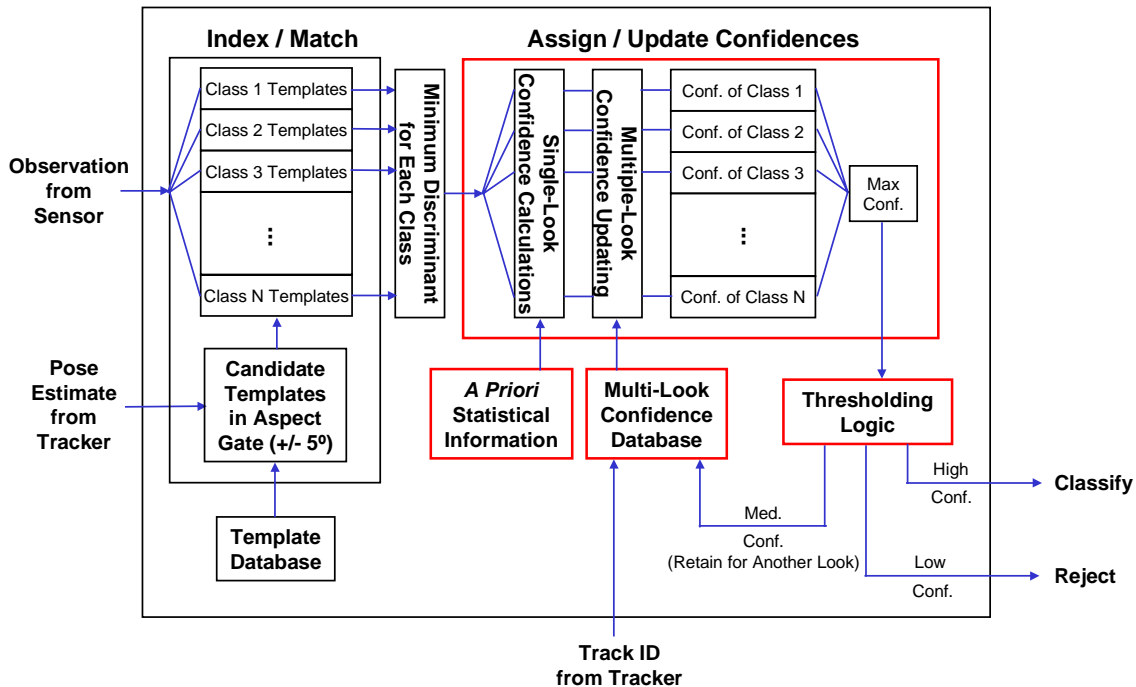 Index / Match
Assign / Update Confidences
Observation
from
Sensor
Class 1 Templates
Class 2 Templates
Class 3 Templates
...
Class N Templates
Minimum Discriminant
for Each Class
Single-Look
Confidence Calculations
Multiple-Look
Confidence Updating
Conf. of Class 1
Conf. of Class 2
Conf. of Class 3
...
Conf. of Class N
Max
Conf.
Pose
Estimate
from
Tracker
Candidate
Templates
in Aspect
Gate (+/- 5º)
Template
Database
A Priori
Statistical
Information
Multi-Look
Confidence
Database
Thresholding
Logic
High
Conf.
Classify
Med.
Conf.
(Retain for Another Look)
Low
Conf.
Reject
Track ID
from Tracker